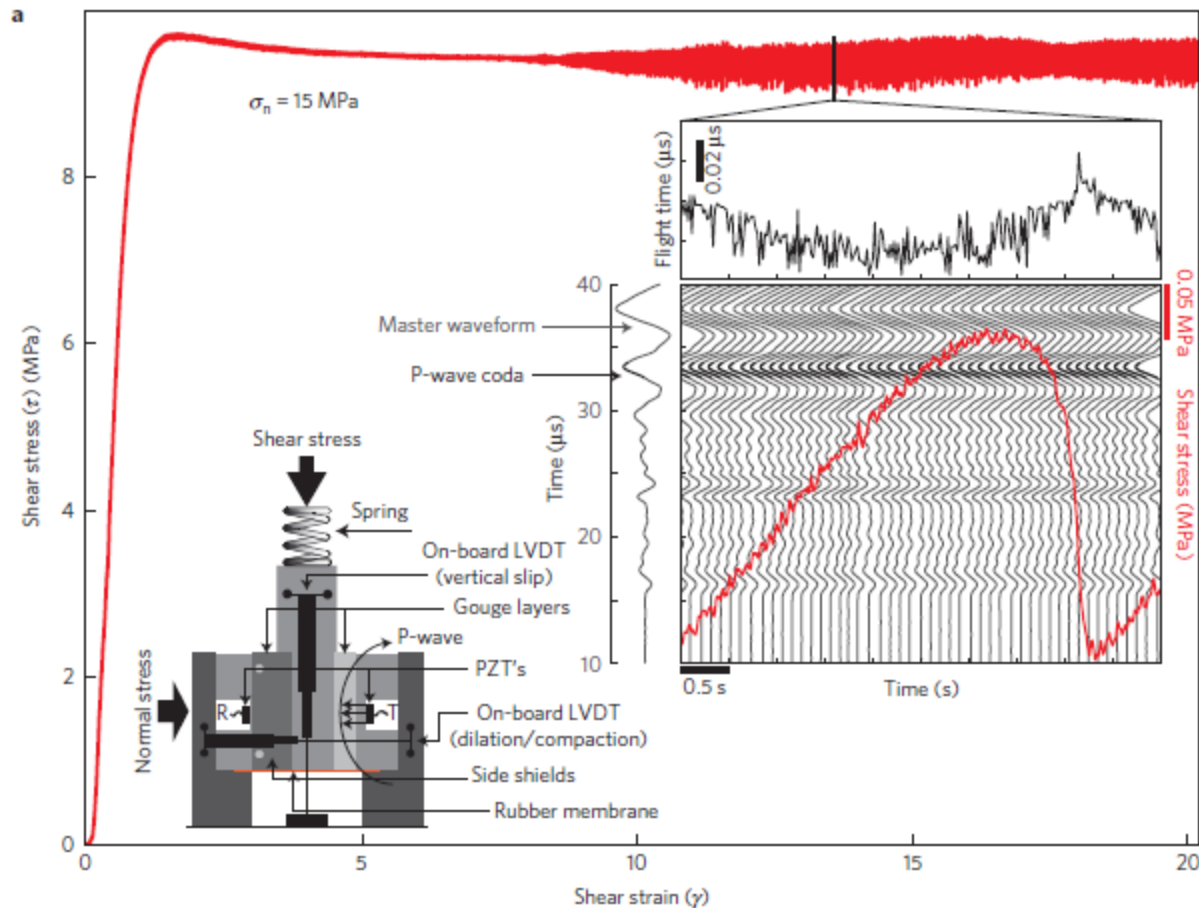 a
σn = 15 MPa
Shear stress (τ) (MPa)
8
6
4
2
0
0
5
10
15
20
Shear strain (γ)
Flight time (μs)
0.02 μs
Master waveform
P-wave coda
Time (μs)
40
30
20
10
0.05 MPa
Shear stress (MPa)
0.5 s
Time (s)
Shear stress
Spring
On-board LVDT
(vertical slip)
Gouge layers
P-wave
PZT's
R
T
On-board LVDT
(dilation/compaction)
Side shields
Rubber membrane
Normal stress